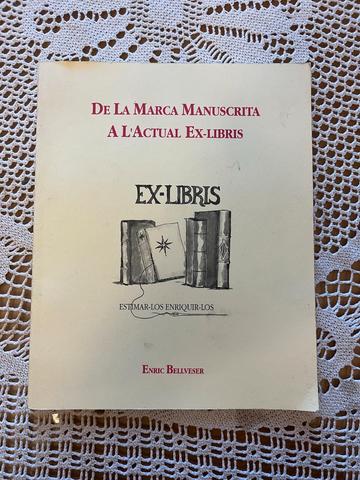 DE LA MARCA MANUSCRITA
A L'ACTUAL EX-LIBRIS
EX-LIBRIS
ESTIMAR-LOS ENRIQUIR-LOS
ENRIC BELLVESER